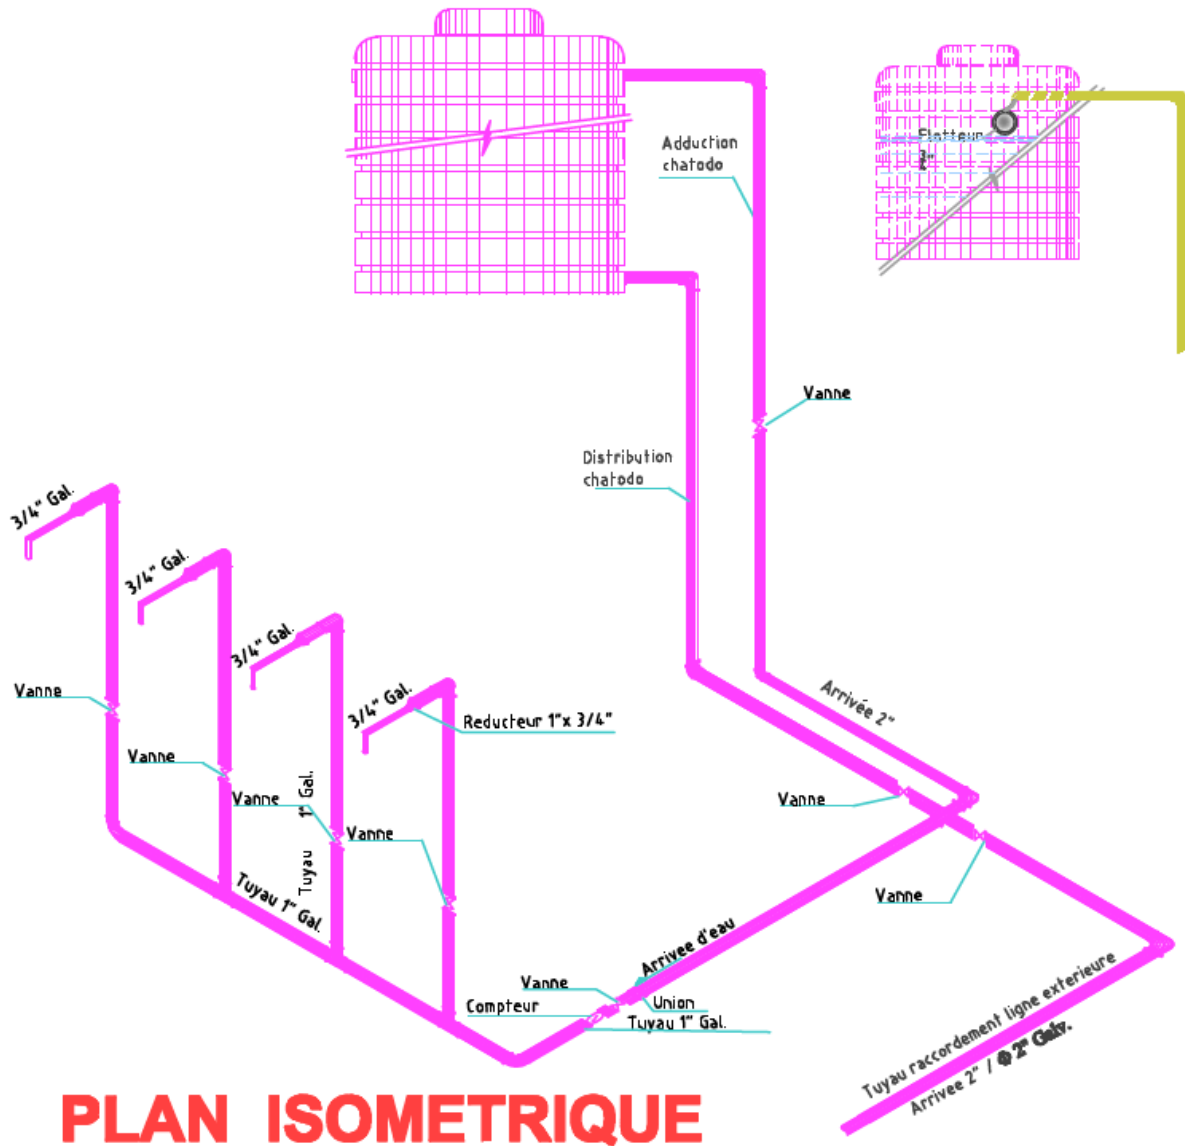 Adduction
chatodo
Flotteur
Vanne
Distribution
chatodo
3/4" Gal.
3/4" Gal.
3/4" Gal.
3/4" Gal.
Vanne
Reducteur 1"x 3/4"
Arrivée 2"
Vanne
Vanne
Tuyau 1" Gal.
Vanne
Vanne
Vanne
Tuyau 1" Gal.
Arrivee d'eau
Vanne
Union
Compteur
Tuyau 1" Gal.
Tuyau raccordement ligne exterieure
Arrivee 2" / Φ 2" Galv.
PLAN ISOMETRIQUE